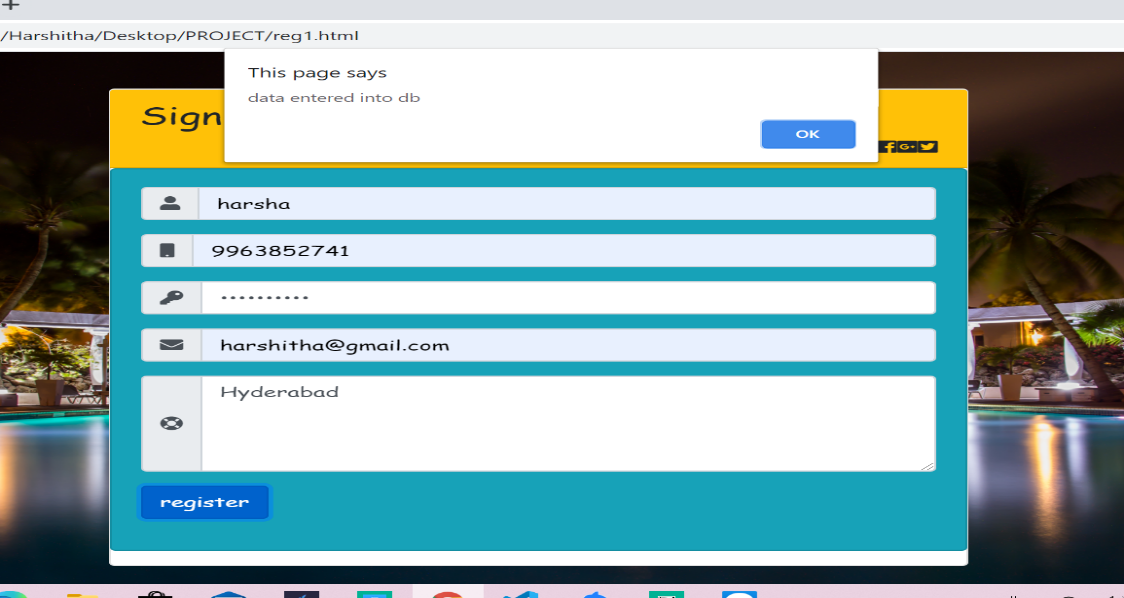 /Harshitha/Desktop/PROJECT/reg1.html
This page says
data entered into db
OK
Sign
harsha
9963852741
••••••••••
harshitha@gmail.com
Hyderabad
register